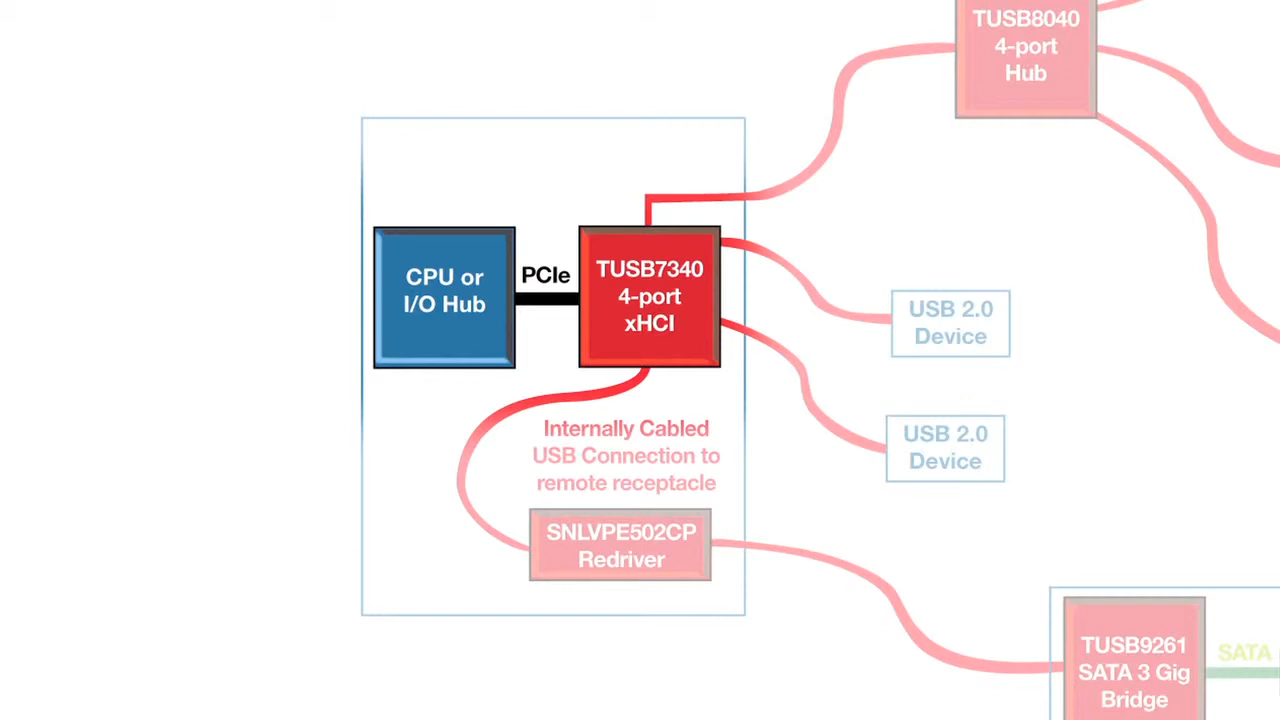 TUSB8040
4-port
Hub
CPU or
I/O Hub
PCIe
TUSB7340
4-port
xHCI
USB 2.0
Device
Internally Cabled
USB Connection to
remote receptacle
USB 2.0
Device
SNLVPE502CP
Redriver
TUSB9261
SATA 3 Gig
Bridge
SATA